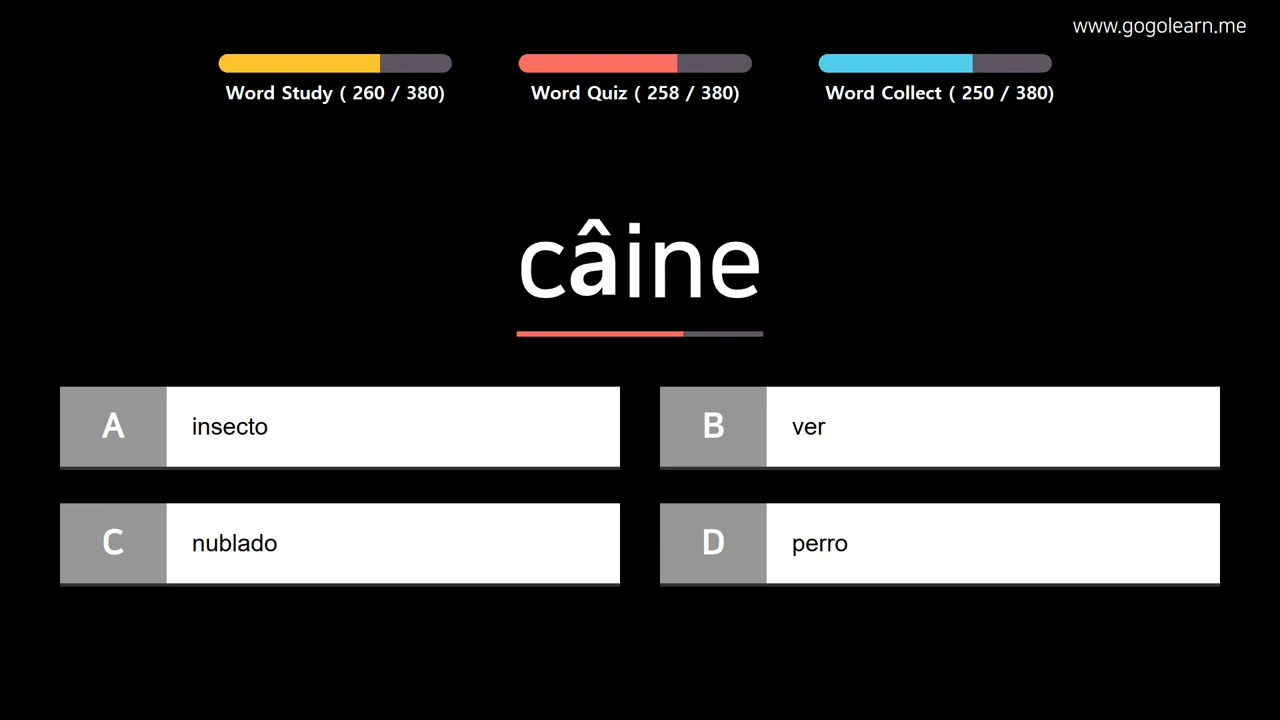 www.gogolearn.me
Word Study ( 260 / 380)
Word Quiz ( 258 / 380)
Word Collect ( 250 / 380)
câine
A insecto
B ver
C nublado
D perro